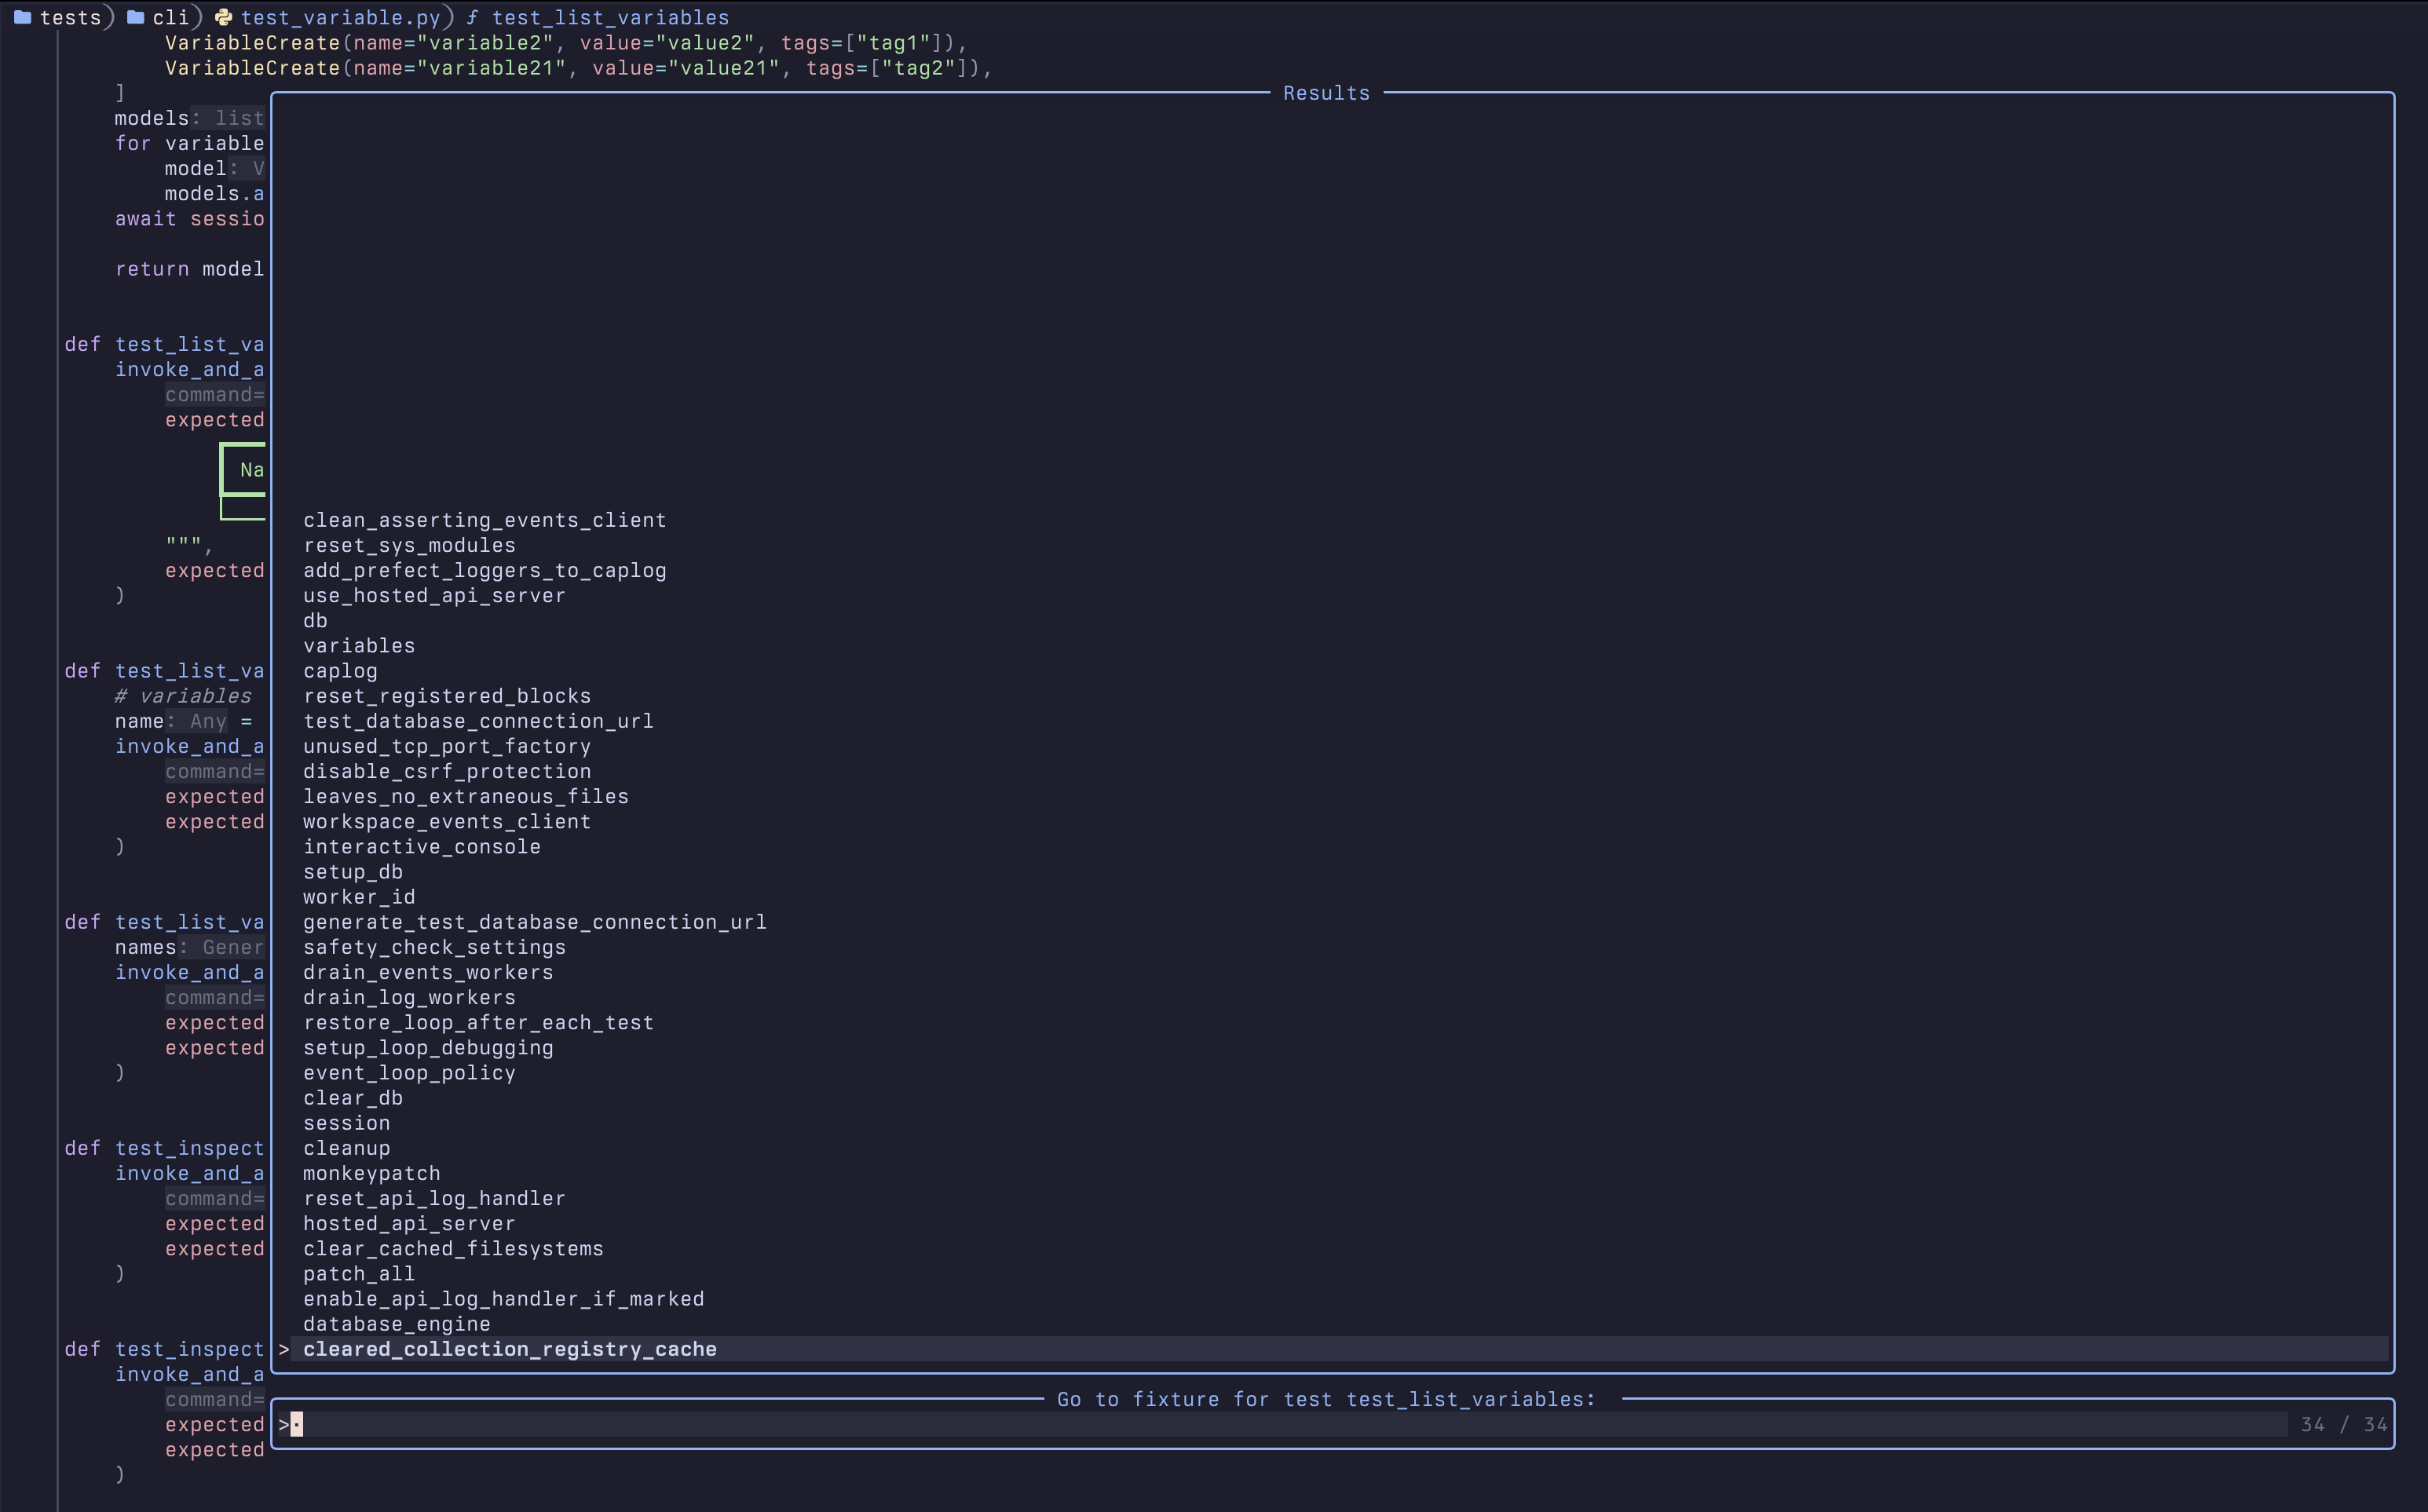 tests cli test_variable.py ƒ test_list_variables
VariableCreate(name="variable2", value="value2", tags=["tag1"]),
VariableCreate(name="variable21", value="value21", tags=["tag2"]),
]
Results
models: list
for variable
model: V
models.a
await sessio
return model
def test_list_va
invoke_and_a
command=
expected
Na
clean_asserting_events_client
reset_sys_modules
""",
expected
add_prefect_loggers_to_caplog
)
use_hosted_api_server
db
variables
def test_list_va
caplog
# variables
reset_registered_blocks
name: Any =
test_database_connection_url
invoke_and_a
unused_tcp_port_factory
command=
disable_csrf_protection
expected
leaves_no_extraneous_files
expected
workspace_events_client
)
interactive_console
setup_db
worker_id
def test_list_va
generate_test_database_connection_url
names: Gener
safety_check_settings
invoke_and_a
drain_events_workers
command=
drain_log_workers
expected
restore_loop_after_each_test
expected
setup_loop_debugging
)
event_loop_policy
clear_db
session
def test_inspect
cleanup
invoke_and_a
monkeypatch
command=
reset_api_log_handler
expected
hosted_api_server
expected
clear_cached_filesystems
)
patch_all
enable_api_log_handler_if_marked
database_engine
def test_inspect
> cleared_collection_registry_cache
invoke_and_a
command=
Go to fixture for test test_list_variables:
expected
> 34 / 34
expected
)